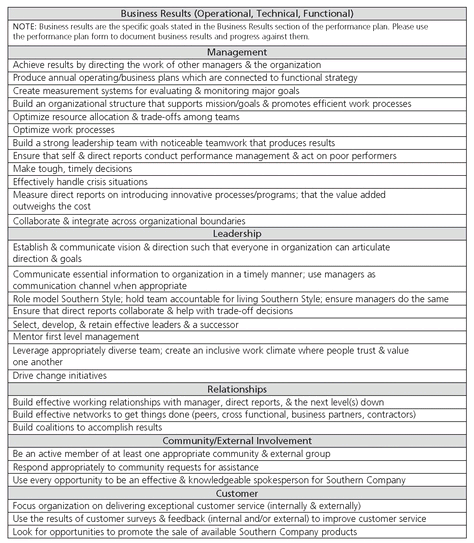 Business Results (Operational, Technical, Functional)
NOTE: Business results are the specific goals stated in the Business Results section of the performance plan. Please use
the performance plan form to document business results and progress against them.
Management
Achieve results by directing the work of other managers & the organization
Produce annual operating/business plans which are connected to functional strategy
Create measurement systems for evaluating & monitoring major goals
Build an organizational structure that supports mission/goals & promotes efficient work processes
Optimize resource allocation & trade-offs among teams
Optimize work processes
Build a strong leadership team with noticeable teamwork that produces results
Ensure that self & direct reports conduct performance management & act on poor performers
Make tough, timely decisions
Effectively handle crisis situations
Measure direct reports on introducing innovative processes/programs; that the value added
outweighs the cost
Collaborate & integrate across organizational boundaries
Leadership
Establish & communicate vision & direction such that everyone in organization can articulate
direction & goals
Communicate essential information to organization in a timely manner; use managers as
communication channel when appropriate
Role model Southern Style; hold team accountable for living Southern Style; ensure managers do the same
Ensure that direct reports collaborate & help with trade-off decisions
Select, develop, & retain effective leaders & a successor
Mentor first level management
Leverage appropriately diverse team; create an inclusive work climate where people trust & value
one another
Drive change initiatives
Relationships
Build effective working relationships with manager, direct reports, & the next level(s) down
Build effective networks to get things done (peers, cross functional, business partners, contractors)
Build coalitions to accomplish results
Community/External Involvement
Be an active member of at least one appropriate community & external group
Respond appropriately to community requests for assistance
Use every opportunity to be an effective & knowledgeable spokesperson for Southern Company
Customer
Focus organization on delivering exceptional customer service (internally & externally)
Use the results of customer surveys & feedback (internal and/or external) to improve customer service
Look for opportunities to promote the sale of available Southern Company products